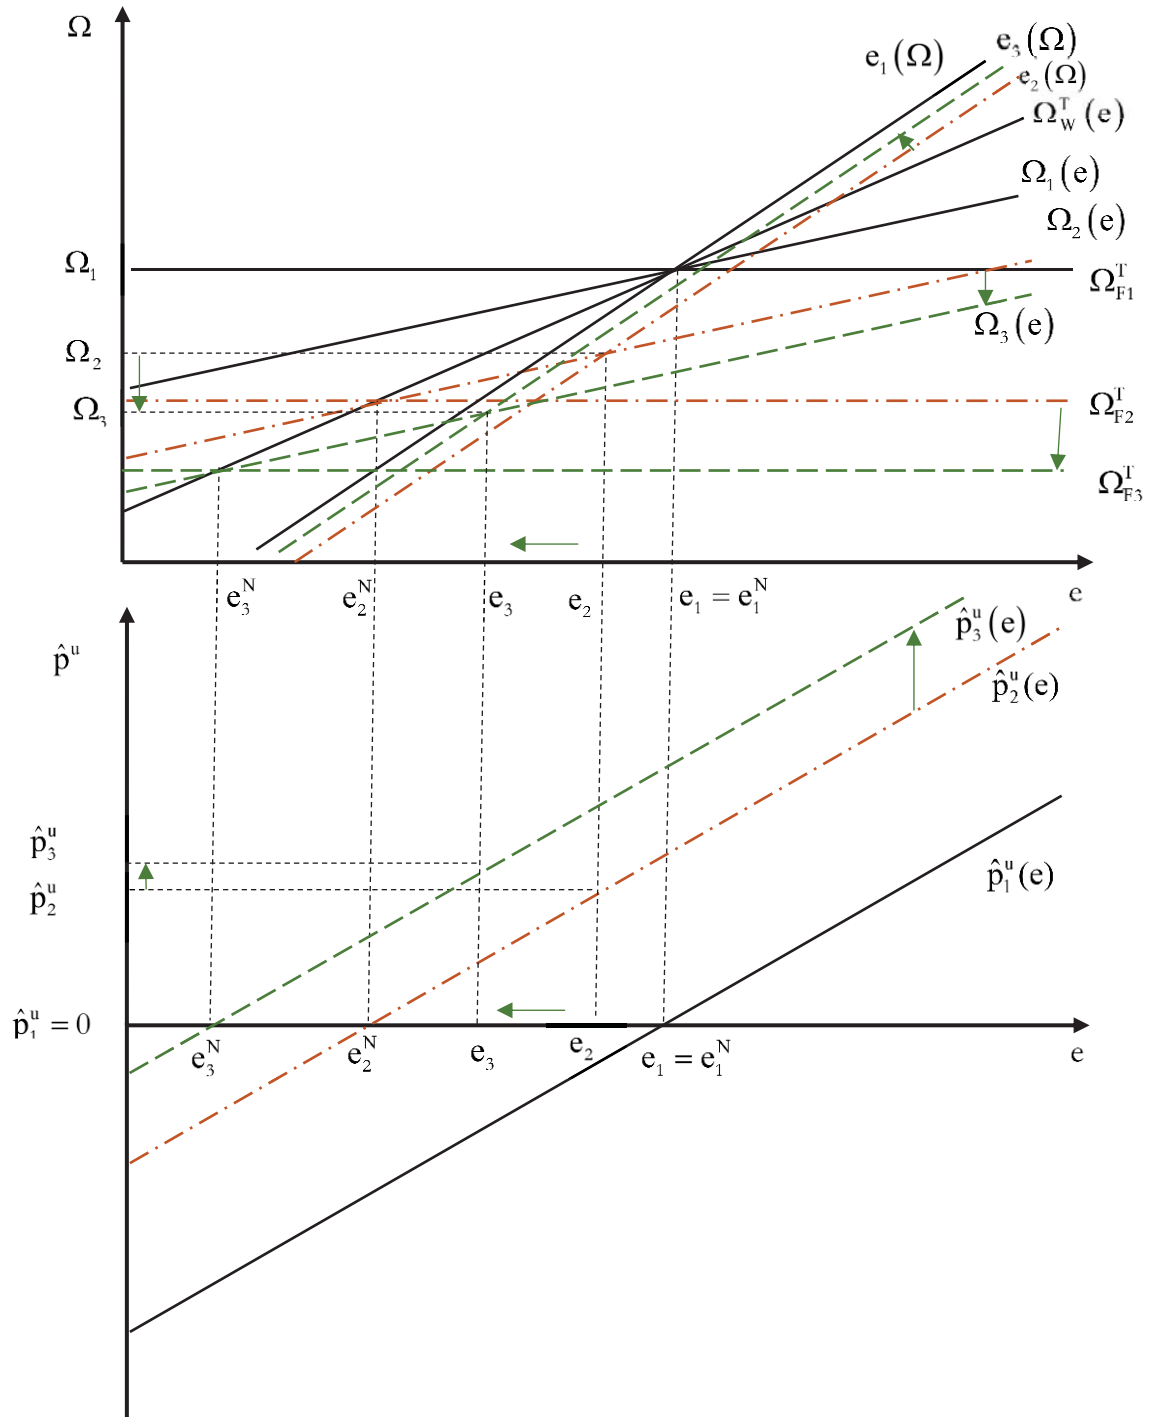 Ω
e₁(Ω)
e₃(Ω)
e₂(Ω)
Ω_W^T(e)
Ω₁(e)
Ω₂(e)
Ω₁
Ω_F1^T
Ω₃(e)
Ω₂
Ω₃
Ω_F2^T
Ω_F3^T
e₃^N
e₂^N
e₃
e₂
e₁ = e₁^N
e
p̂^u
p̂₃^u(e)
p̂₂^u(e)
p̂₃^u
p̂₂^u
p̂₁^u(e)
p̂₁^u = 0
e₃^N
e₂^N
e₃
e₂
e₁ = e₁^N
e